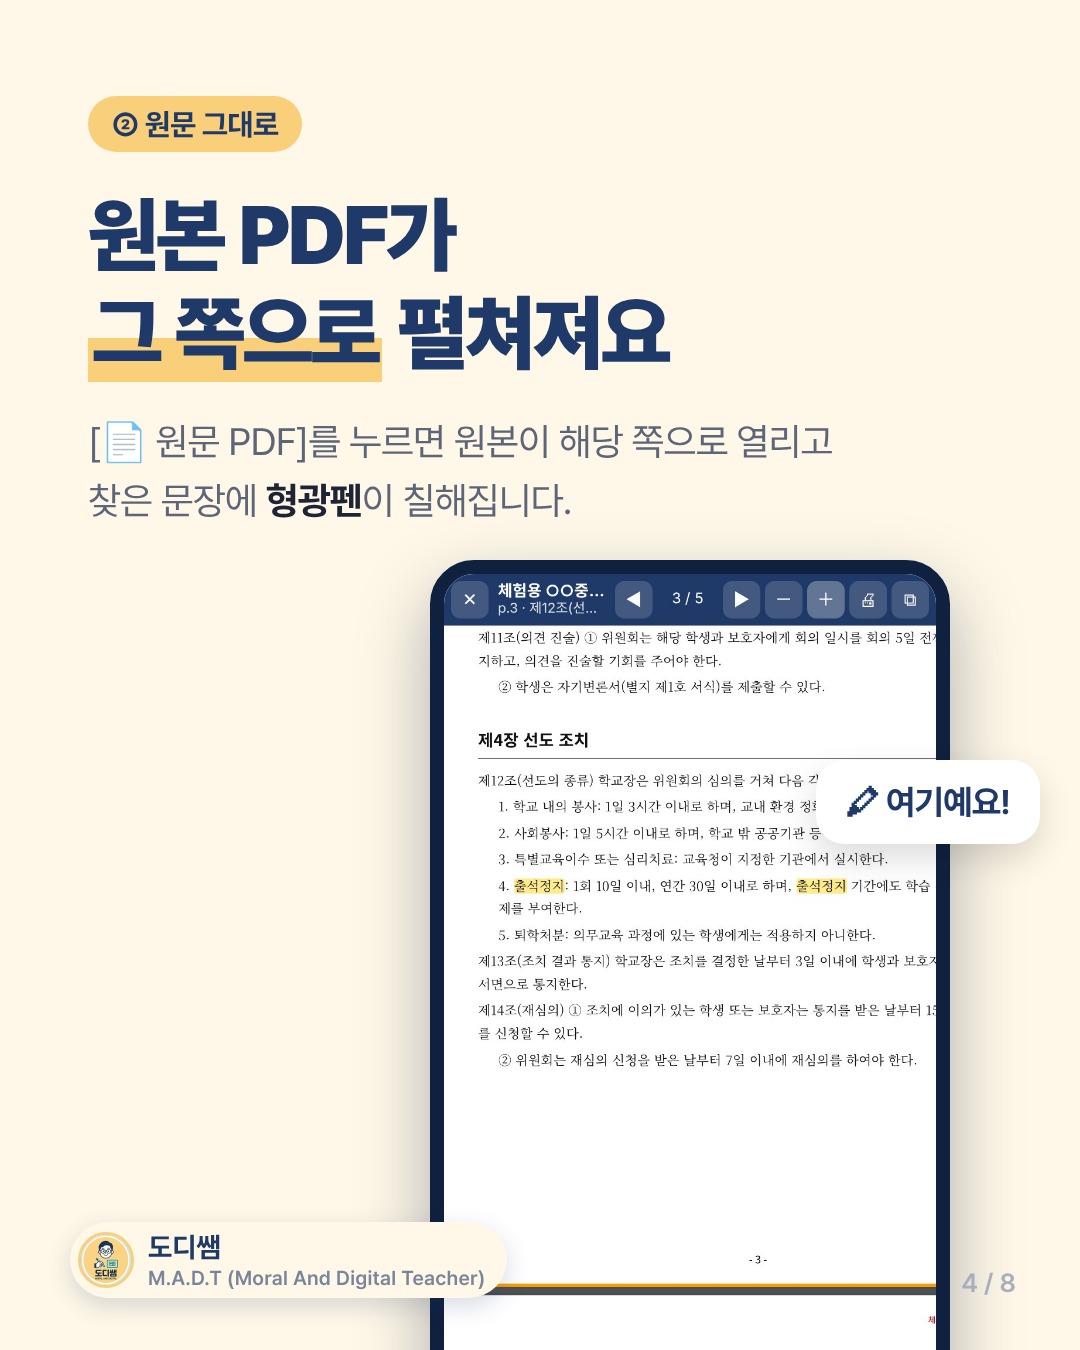 ② 원문 그대로
원본 PDF가
그 쪽으로 펼쳐져요
[📄 원문 PDF]를 누르면 원본이 해당 쪽으로 열리고
찾은 문장에 형광펜이 칠해집니다.
✕ 체험용 ○○중... ◀ 3 / 5 ▶ − +
p.3 · 제12조(선...
제11조(의견 진술) ① 위원회는 해당 학생과 보호자에게 회의 일시를 회의 5일 전
지하고, 의견을 진술할 기회를 주어야 한다.
② 학생은 자기변론서(별지 제1호 서식)를 제출할 수 있다.
제4장 선도 조치
제12조(선도의 종류) 학교장은 위원회의 심의를 거쳐 다음
🖍 여기예요!
1. 학교 내의 봉사: 1일 3시간 이내로 하며, 교내 환경
2. 사회봉사: 1일 5시간 이내로 하며, 학교 밖 공공기관 등
3. 특별교육이수 또는 심리치료: 교육청이 지정한 기관에서 실시한다.
4. 출석정지: 1회 10일 이내, 연간 30일 이내로 하며, 출석정지 기간에도 학습
제를 부여한다.
5. 퇴학처분: 의무교육 과정에 있는 학생에게는 적용하지 아니한다.
제13조(조치 결과 통지) 학교장은 조치를 결정한 날부터 3일 이내에 학생과
서면으로 통지한다.
제14조(재심의) ① 조치에 이의가 있는 학생 또는 보호자는 통지를 받은 날부터
를 신청할 수 있다.
② 위원회는 재심의 신청을 받은 날부터 7일 이내에 재심의를 하여야 한다.
- 3 -
도디쌤
M.A.D.T (Moral And Digital Teacher)
4 / 8